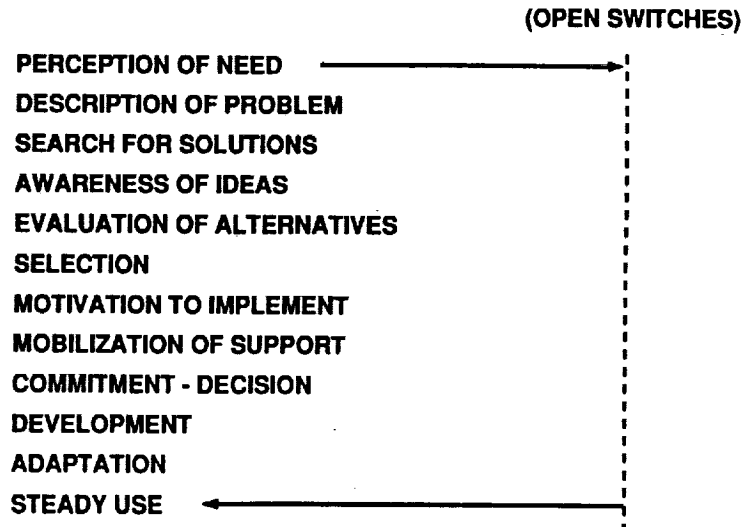 (OPEN SWITCHES)
PERCEPTION OF NEED
DESCRIPTION OF PROBLEM
SEARCH FOR SOLUTIONS
AWARENESS OF IDEAS
EVALUATION OF ALTERNATIVES
SELECTION
MOTIVATION TO IMPLEMENT
MOBILIZATION OF SUPPORT
COMMITMENT - DECISION
DEVELOPMENT
ADAPTATION
STEADY USE